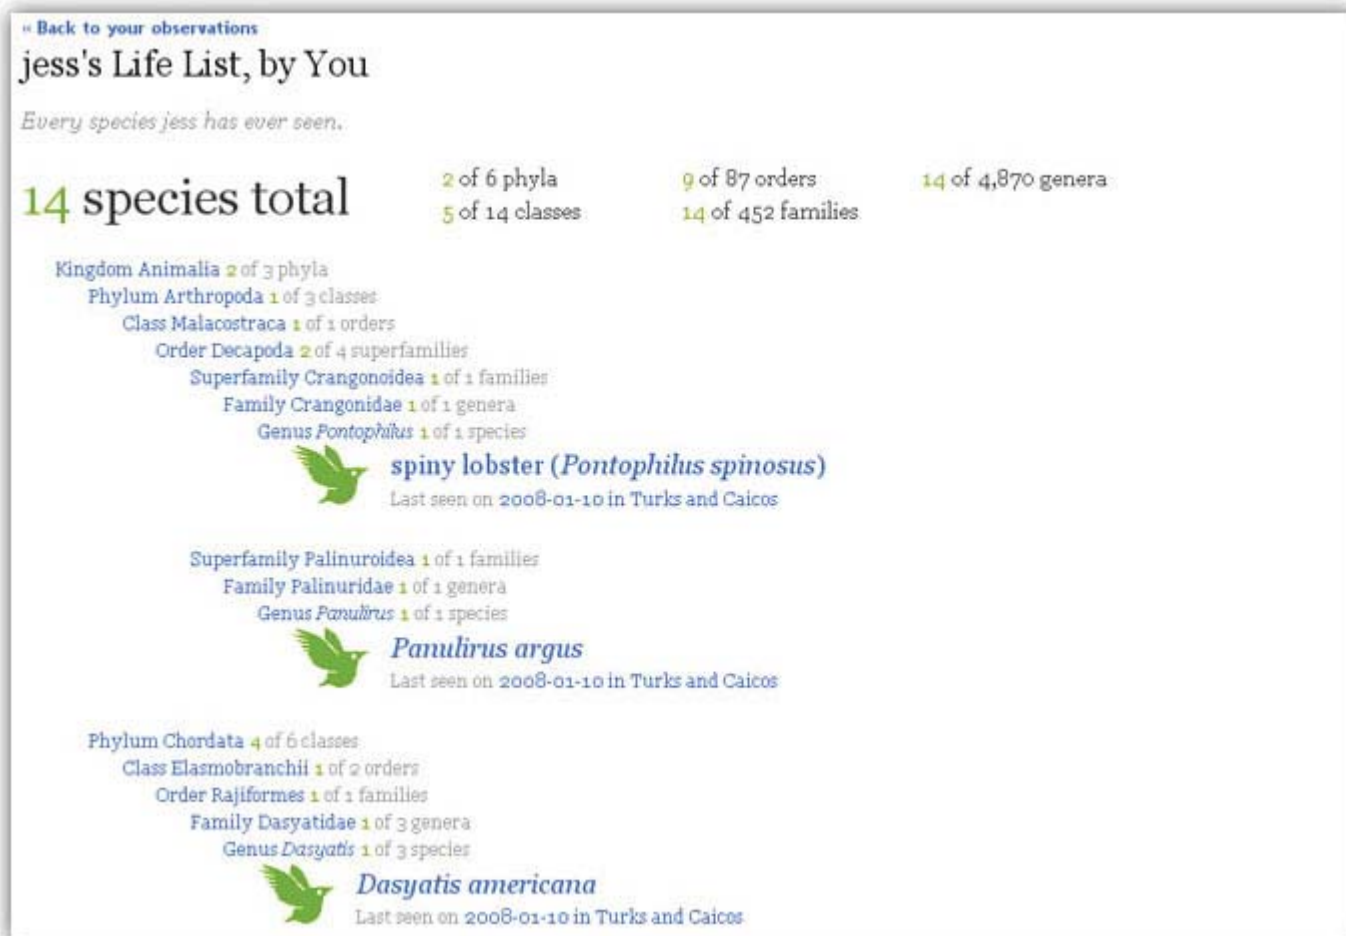 « Back to your observations
jess's Life List, by You
Every species jess has ever seen.
14 species total
2 of 6 phyla
5 of 14 classes
9 of 87 orders
14 of 452 families
14 of 4,870 genera
Kingdom Animalia 2 of 3 phyla
Phylum Arthropoda 1 of 3 classes
Class Malacostraca 1 of 1 orders
Order Decapoda 2 of 4 superfamilies
Superfamily Crangonoidea 1 of 1 families
Family Crangonidae 1 of 1 genera
Genus Pontophilus 1 of 1 species
spiny lobster (Pontophilus spinosus)
Last seen on 2008-01-10 in Turks and Caicos
Superfamily Palinuroidea 1 of 1 families
Family Palinuridae 1 of 1 genera
Genus Panulirus 1 of 1 species
Panulirus argus
Last seen on 2008-01-10 in Turks and Caicos
Phylum Chordata 4 of 6 classes
Class Elasmobranchii 1 of 2 orders
Order Rajiformes 1 of 1 families
Family Dasyatidae 1 of 3 genera
Genus Dasyatis 1 of 3 species
Dasyatis americana
Last seen on 2008-01-10 in Turks and Caicos